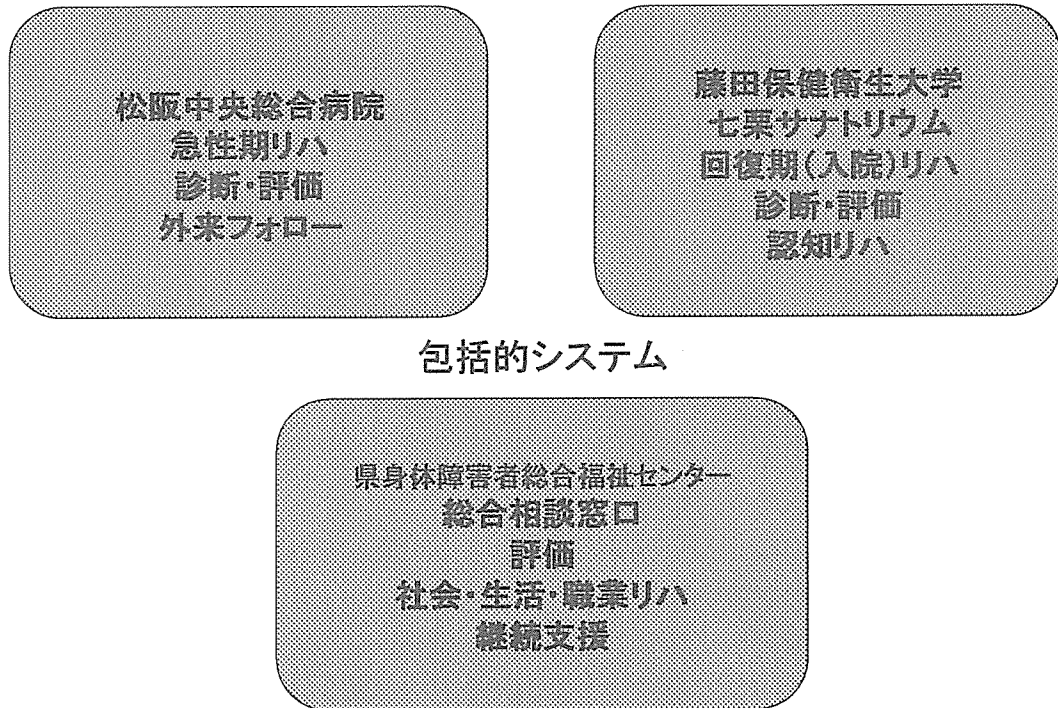 松阪中央総合病院
急性期リハ
診断・評価
外来フォロー
藤田保健衛生大学
七栗サナトリウム
回復期(入院)リハ
診断・評価
認知リハ
包括的システム
県身体障害者総合福祉センター
総合相談窓口
評価
社会・生活・職業リハ
継続支援